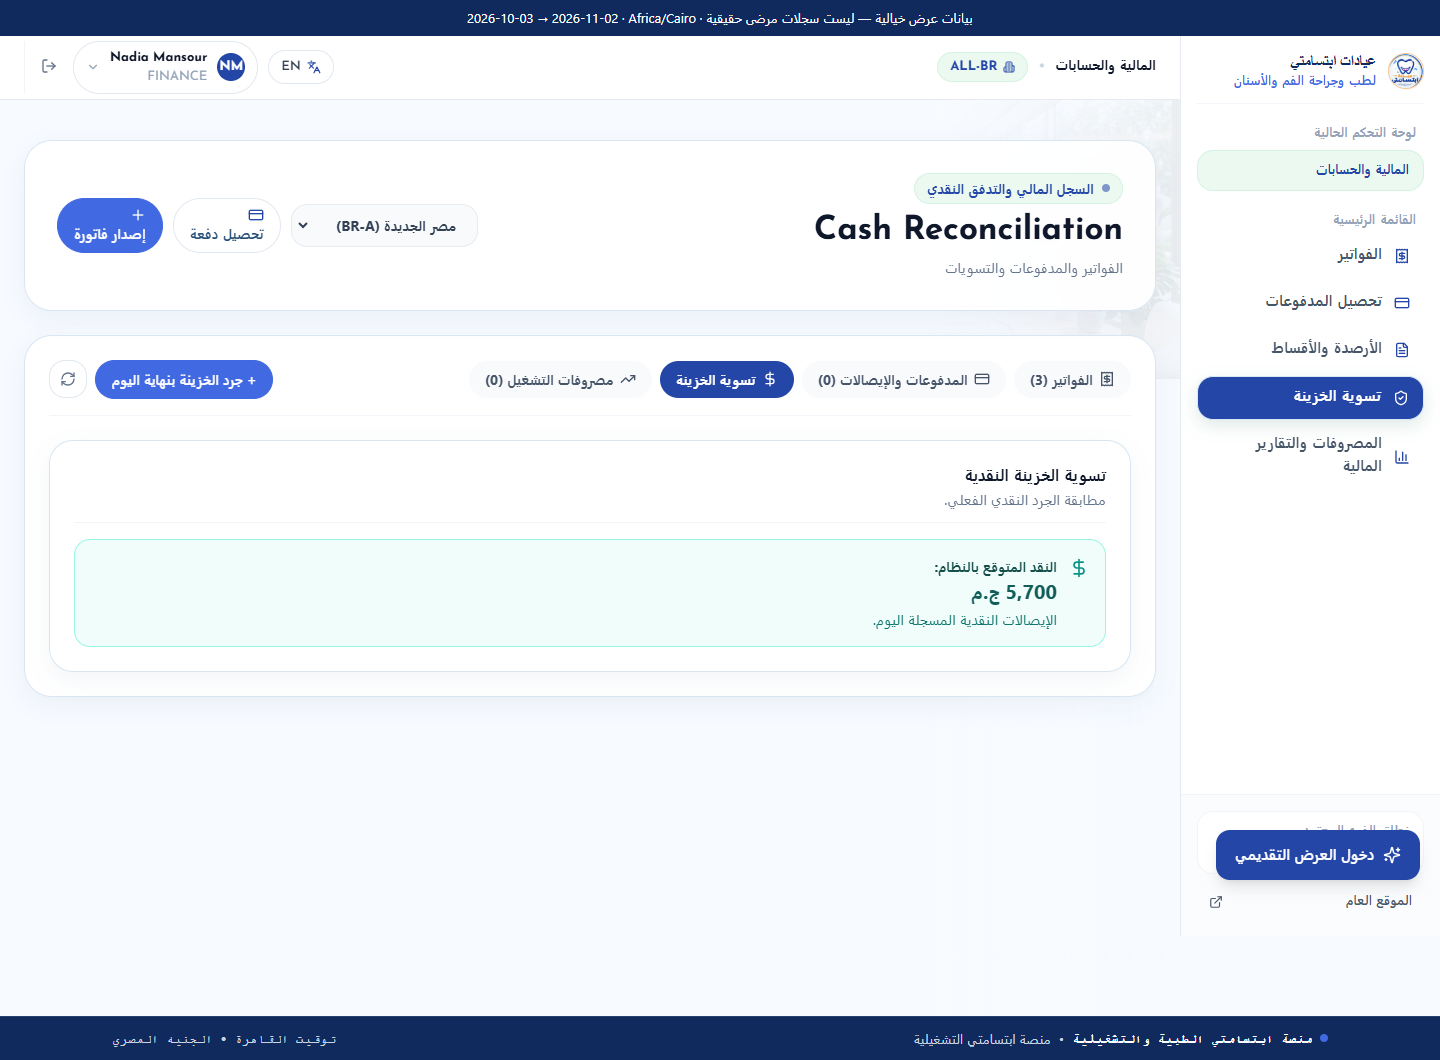 بيانات عرض خيالية — ليست سجلات مرضى حقيقية · Africa/Cairo · 2026-10-03 → 2026-11-02
عيادات ابتسامتي
لطب وجراحة الفم والأسنان
المالية والحسابات
ALL-BR
EN
Nadia Mansour
FINANCE
NM
لوحة التحكم الحالية
المالية والحسابات
القائمة الرئيسية
الفواتير
تحصيل المدفوعات
الأرصدة والأقساط
تسوية الخزينة
المصروفات والتقارير
المالية
دخول العرض التقديمي
الموقع العام
السجل المالي والتدفق النقدي
Cash Reconciliation
الفواتير والمدفوعات والتسويات
مصر الجديدة (BR-A)
تحصيل دفعة
إصدار فاتورة
الفواتير (3)
المدفوعات والإيصالات (0)
تسوية الخزينة
مصروفات التشغيل (0)
+ جرد الخزينة بنهاية اليوم
تسوية الخزينة النقدية
مطابقة الجرد النقدي الفعلي.
النقد المتوقع بالنظام:
5,700 ج.م
الإيصالات النقدية المسجلة اليوم.
منصة ابتسامتي الطبية والتشغيلية • منصة ابتسامتي التشغيلية
توقيت القاهرة • الجنيه المصري